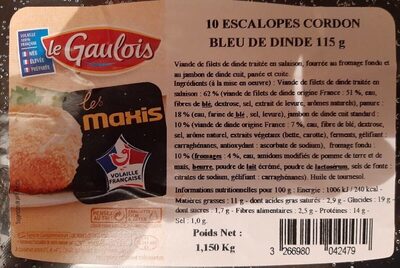 VOLAILLE
100%
FRANÇAISE
NÉE
ÉLEVÉE
PRÉPARÉE
le Gaulois
les
maxis
VOLAILLE
FRANÇAISE
10 ESCALOPES CORDON
BLEU DE DINDE 115 g
Viande de filets de dinde traitée en salaison, fourrée au fromage fondu et
au jambon de dinde cuit, panée et cuite.
Ingrédients (à la mise en oeuvre) : Viande de filets de dinde traitée en
salaison : 62 % (viande de filets de dinde origine France : 51 %, eau,
fibres de blé, dextrose, sel, extrait de levure, arômes naturels), panure :
18 % (eau, farine de blé, sel, levure), jambon de dinde cuit standard :
10 % (viande de dinde origine France : 7 %, eau, fibre de blé, dextrose,
sel, arôme naturel, extraits végétaux (bette, carotte), ferments, gélifiant :
carraghénanes, antioxydant : ascorbate de sodium), fromage fondu
10 % (fromages : 4 %, eau, amidons modifiés de pomme de terre et de
maïs, beurre, poudre de lait écrémé, poudre de lactosérum, sels de fonte :
citrates de sodium, gélifiant : carraghénanes). Huile de tournesol.
Informations nutritionnelles pour 100 g : Energie : 1006 kJ / 240 kcal -
Matières grasses : 11 g - dont acides gras saturés : 2,9 g - Glucides : 19 g
dont sucres : 1,7 g - Fibres alimentaires : 2,5 g - Protéines : 14 g -
Sel : 1,0 g.
Poids Net :
1,150 Kg
3 266980 042479